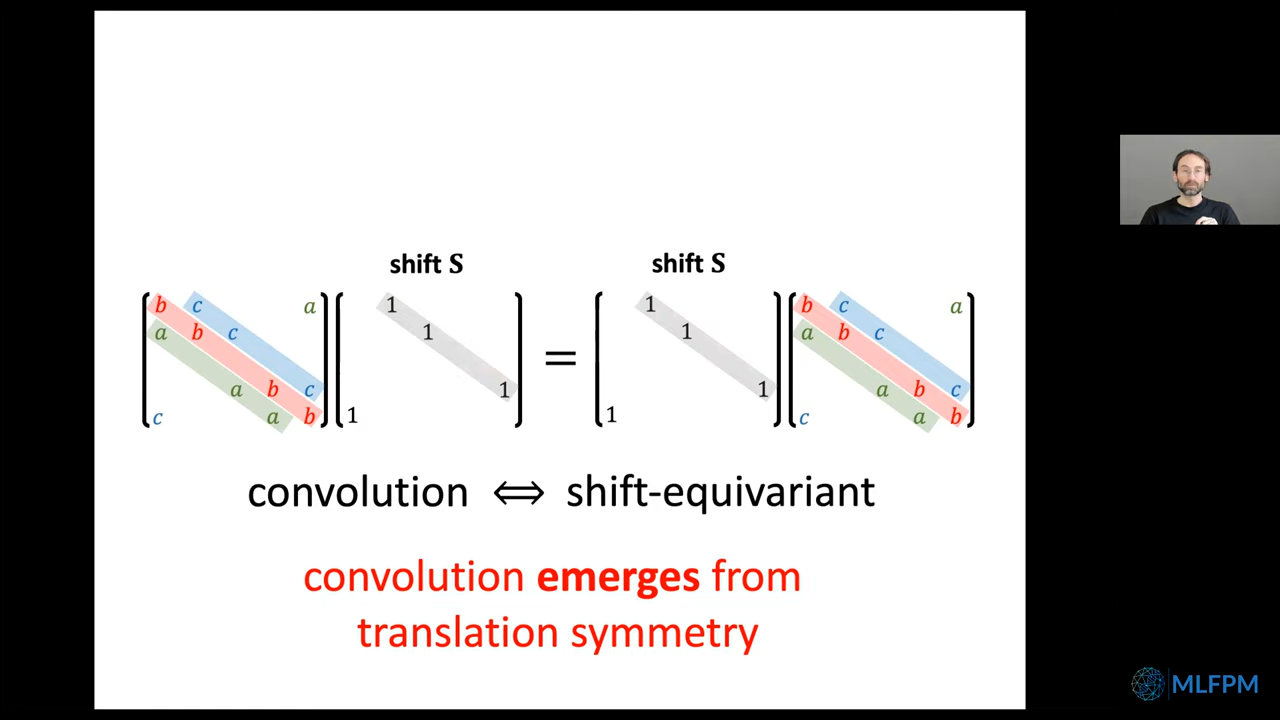 shift S shift S
b c a 1 1 b c a
a b c 1 = 1 a b c
a b c 1 1 a b c
c a b 1 1 c a b
convolution ⟺ shift-equivariant
convolution emerges from
translation symmetry
MLFPM